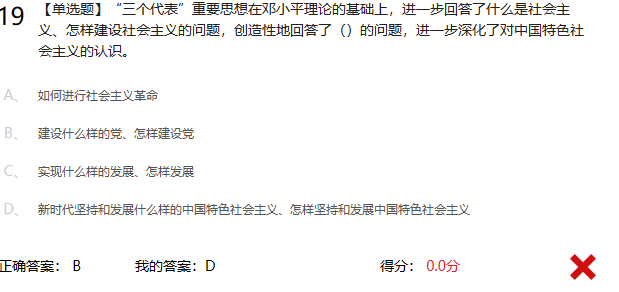 19 【单选题】“三个代表”重要思想在邓小平理论的基础上，进一步回答了什么是社会主
义、怎样建设社会主义的问题，创造性地回答了（）的问题，进一步深化了对中国特色社
会主义的认识。
A、 如何进行社会主义革命
B、 建设什么样的党、怎样建设党
C、 实现什么样的发展、怎样发展
D、 新时代坚持和发展什么样的中国特色社会主义、怎样坚持和发展中国特色社会主义
正确答案： B 我的答案：D 得分： 0.0分